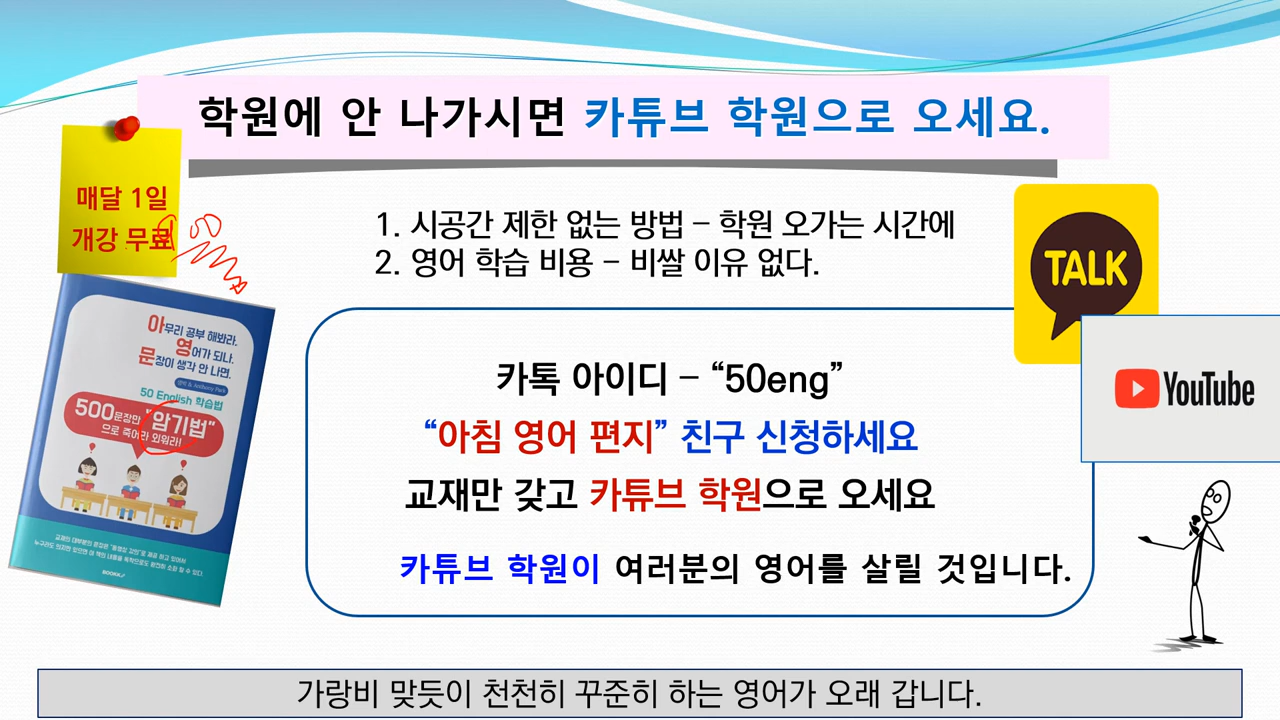 학원에 안 나가시면 카튜브 학원으로 오세요.
매달 1일
개강 무료
50
1. 시공간 제한 없는 방법 – 학원 오가는 시간에
2. 영어 학습 비용 – 비쌀 이유 없다.
TALK
YouTube
아무리 공부 해봐라.
영어가 되나.
문장이 생각 안 나면.
50 English 학습법
500문장만 "암기법"
으로 죽어라 외워라!
카톡 아이디 – “50eng”
“아침 영어 편지” 친구 신청하세요
교재만 갖고 카튜브 학원으로 오세요
카튜브 학원이 여러분의 영어를 살릴 것입니다.
가랑비 맞듯이 천천히 꾸준히 하는 영어가 오래 갑니다.